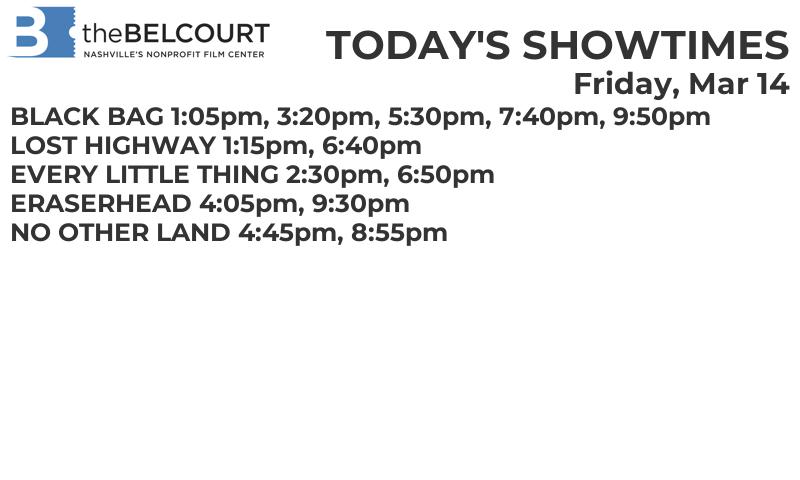 B theBELCOURT
NASHVILLE'S NONPROFIT FILM CENTER
TODAY'S SHOWTIMES
Friday, Mar 14
BLACK BAG 1:05pm, 3:20pm, 5:30pm, 7:40pm, 9:50pm
LOST HIGHWAY 1:15pm, 6:40pm
EVERY LITTLE THING 2:30pm, 6:50pm
ERASERHEAD 4:05pm, 9:30pm
NO OTHER LAND 4:45pm, 8:55pm